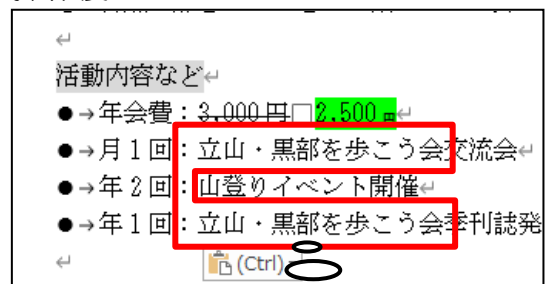 活動内容など
●→年会費：3,000円□2,500円
●→月1回：立山・黒部を歩こう会交流会
●→年2回：山登りイベント開催
●→年1回：立山・黒部を歩こう会季刊誌発
(Ctrl)